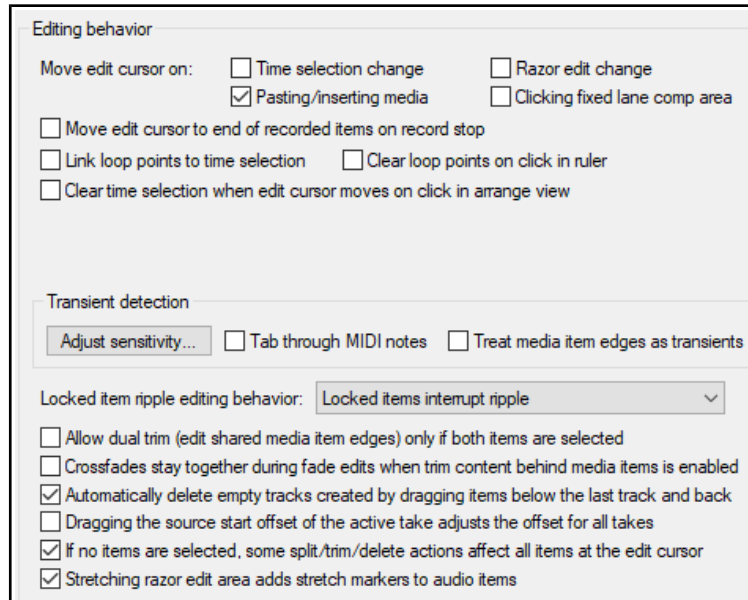 Editing behavior
Move edit cursor on: Time selection change Razor edit change
Pasting/inserting media Clicking fixed lane comp area
Move edit cursor to end of recorded items on record stop
Link loop points to time selection Clear loop points on click in ruler
Clear time selection when edit cursor moves on click in arrange view
Transient detection
Adjust sensitivity... Tab through MIDI notes Treat media item edges as transients
Locked item ripple editing behavior: Locked items interrupt ripple
Allow dual trim (edit shared media item edges) only if both items are selected
Crossfades stay together during fade edits when trim content behind media items is enabled
Automatically delete empty tracks created by dragging items below the last track and back
Dragging the source start offset of the active take adjusts the offset for all takes
If no items are selected, some split/trim/delete actions affect all items at the edit cursor
Stretching razor edit area adds stretch markers to audio items